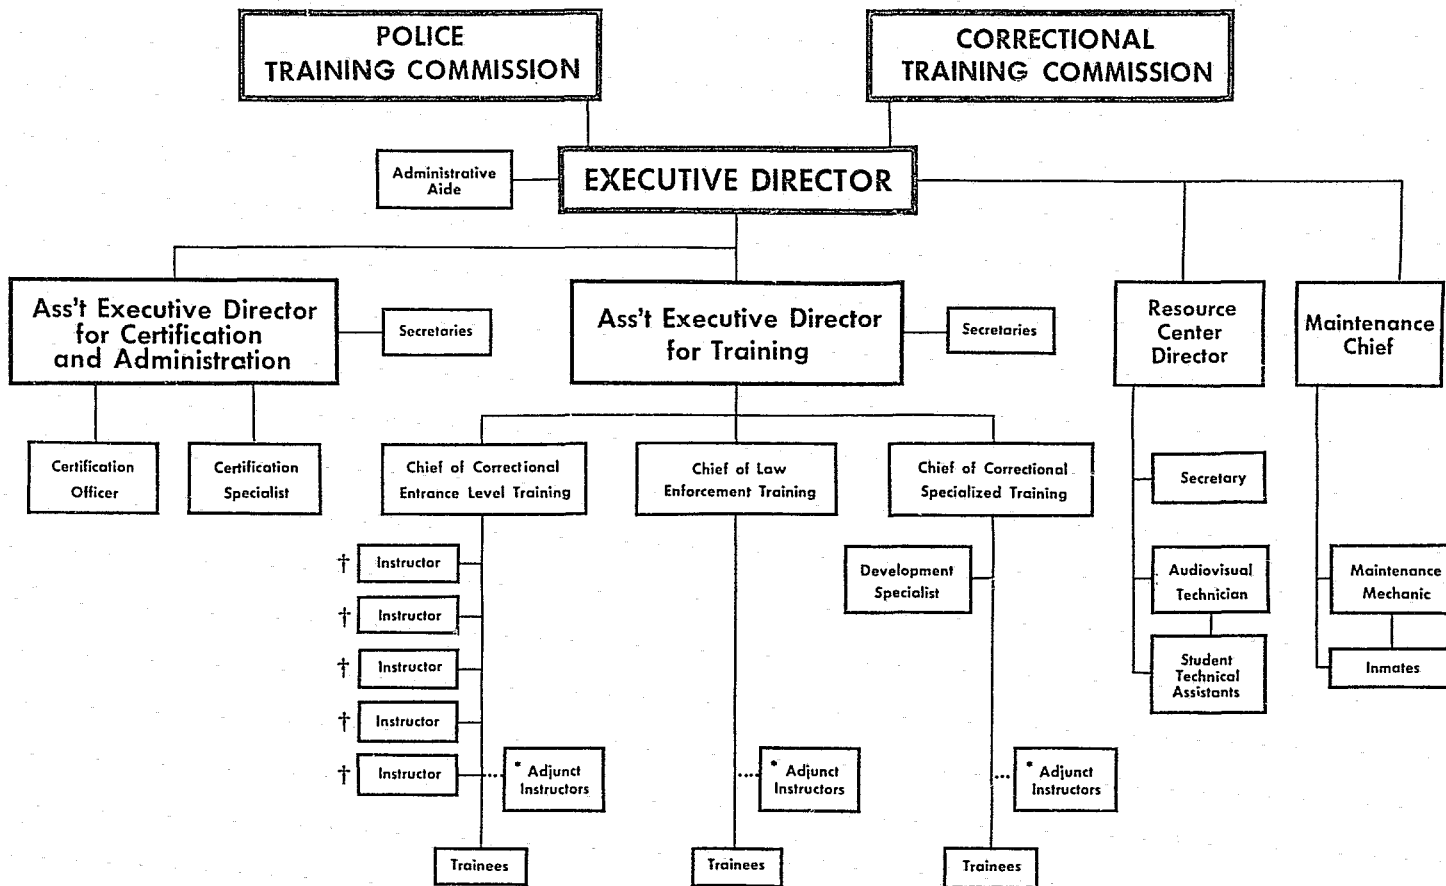 POLICE
TRAINING COMMISSION
CORRECTIONAL
TRAINING COMMISSION
Administrative
Aide
EXECUTIVE DIRECTOR
Ass't Executive Director
for Certification
and Administration
Secretaries
Ass't Executive Director
for Training
Secretaries
Resource
Center
Director
Maintenance
Chief
Certification
Officer
Certification
Specialist
Chief of Correctional
Entrance Level Training
Chief of Law
Enforcement Training
Chief of Correctional
Specialized Training
Secretary
† Instructor
† Instructor
† Instructor
† Instructor
† Instructor
Development
Specialist
Audiovisual
Technician
Maintenance
Mechanic
Student
Technical
Assistants
Inmates
* Adjunct
Instructors
* Adjunct
Instructors
* Adjunct
Instructors
Trainees
Trainees
Trainees